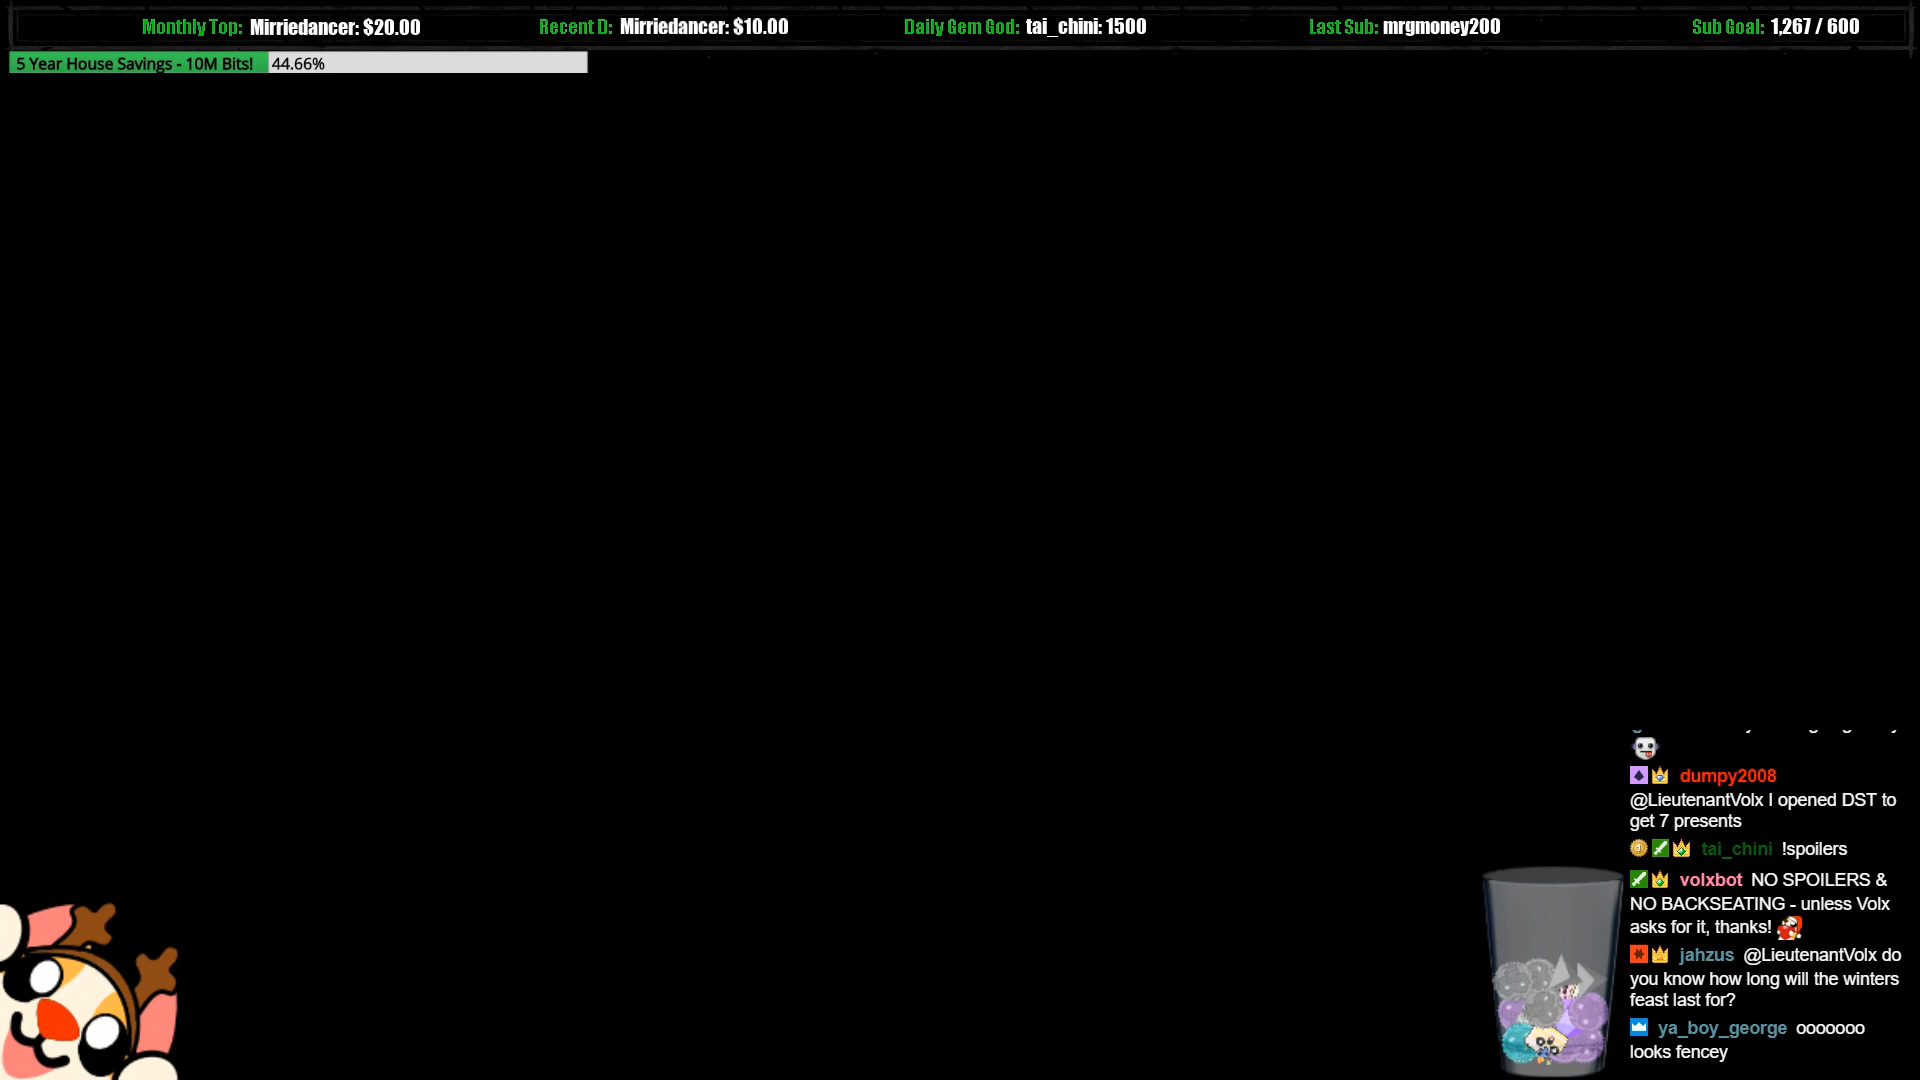 Monthly Top: Mirriedancer: $20.00 Recent D: Mirriedancer: $10.00 Daily Gem God: tai_chini: 1500 Last Sub: mrgmoney200 Sub Goal: 1,267 / 600
5 Year House Savings - 10M Bits! 44.66%
dumpy2008
@LieutenantVolx I opened DST to
get 7 presents
tai_chini !spoilers
volxbot NO SPOILERS &
NO BACKSEATING - unless Volx
asks for it, thanks!
jahzus @LieutenantVolx do
you know how long will the winters
feast last for?
ya_boy_george ooooooo
looks fencey